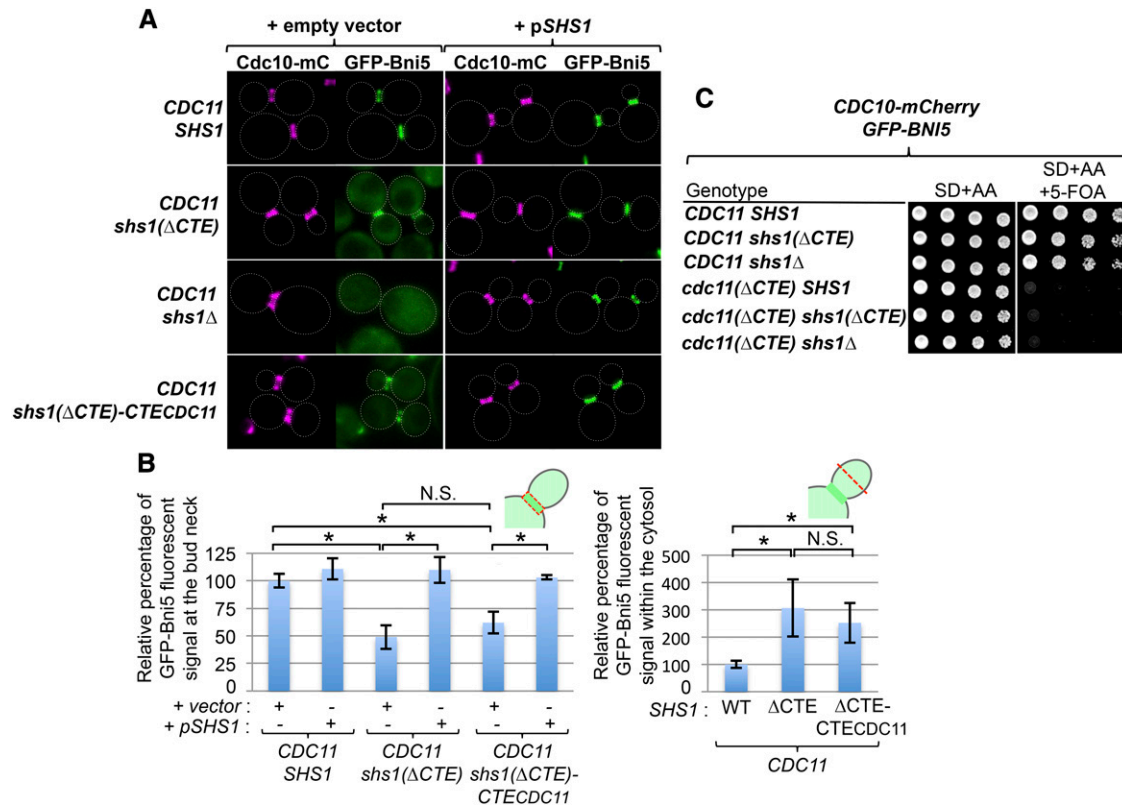 A
+ empty vector
+ pSHS1
Cdc10-mC GFP-Bni5
Cdc10-mC GFP-Bni5
CDC11
SHS1
CDC11
shs1(ΔCTE)
CDC11
shs1Δ
CDC11
shs1(ΔCTE)-CTECDC11
C
CDC10-mCherry
GFP-BNI5
Genotype
SD+AA
SD+AA
+5-FOA
CDC11 SHS1
CDC11 shs1(ΔCTE)
CDC11 shs1Δ
cdc11(ΔCTE) SHS1
cdc11(ΔCTE) shs1(ΔCTE)
cdc11(ΔCTE) shs1Δ
B
Relative percentage of
GFP-Bni5 fluorescent
signal at the bud neck
N.S.
*
* * *
125
100
75
50
25
0
+ vector : + - + - + -
+ pSHS1 : - + - + - +
CDC11
SHS1
CDC11
shs1(ΔCTE)
CDC11
shs1(ΔCTE)-
CTECDC11
Relative percentage of
GFP-Bni5 fluorescent
signal within the cytosol
*
* N.S.
500
400
300
200
100
0
SHS1 : WT ΔCTE ΔCTE-
CTECDC11
CDC11